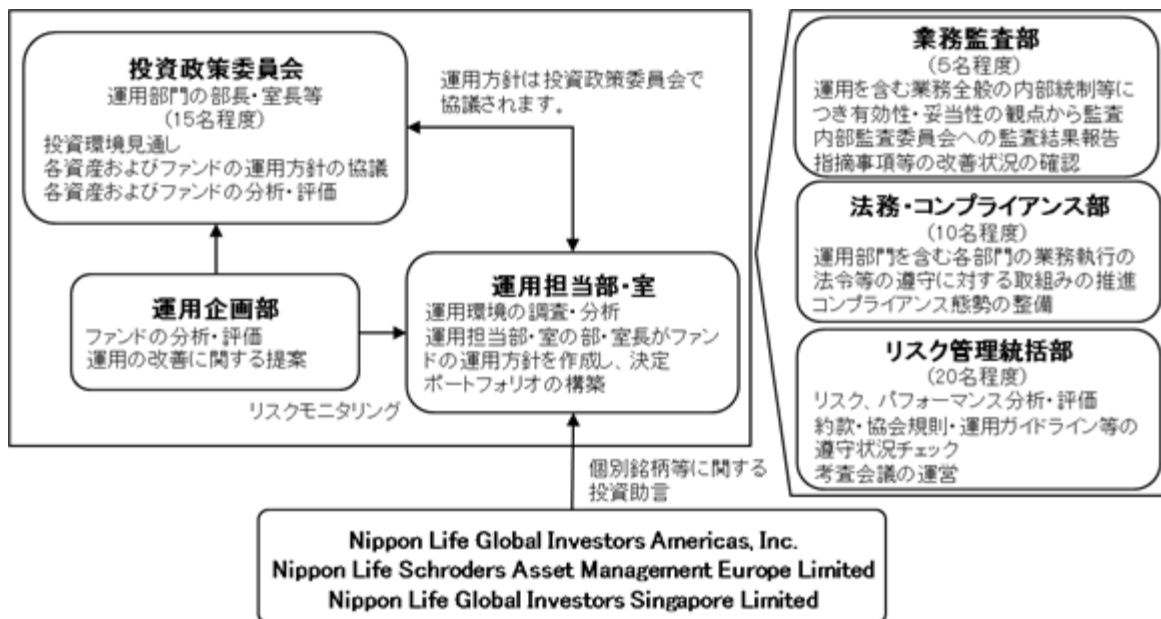 投資政策委員会
運用部門の部長・室長等
(15名程度)
投資環境見通し
各資産およびファンドの運用方針の協議
各資産およびファンドの分析・評価
運用方針は投資政策委員会で
協議されます。
運用企画部
ファンドの分析・評価
運用の改善に関する提案
リスクモニタリング
運用担当部・室
運用環境の調査・分析
運用担当部・室の部・室長がファン
ドの運用方針を作成し、決定
ポートフォリオの構築
個別銘柄等に関する
投資助言
Nippon Life Global Investors Americas, Inc.
Nippon Life Schroders Asset Management Europe Limited
Nippon Life Global Investors Singapore Limited
業務監査部
(5名程度)
運用を含む業務全般の内部統制等に
つき有効性・妥当性の観点から監査
内部監査委員会への監査結果報告
指摘事項等の改善状況の確認
法務・コンプライアンス部
(10名程度)
運用部門を含む各部門の業務執行の
法令等の遵守に対する取組みの推進
コンプライアンス態勢の整備
リスク管理統括部
(20名程度)
リスク、パフォーマンス分析・評価
約款・協会規則・運用ガイドライン等の
遵守状況チェック
考査会議の運営